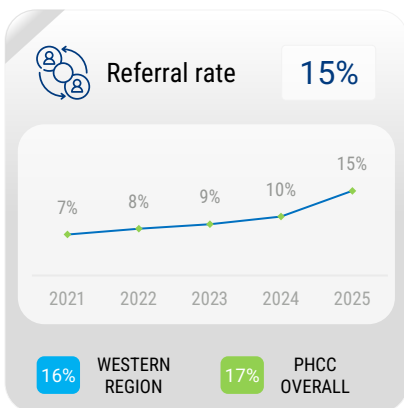 Referral rate 15%
15%
10%
9%
8%
7%
2021 2022 2023 2024 2025
16% WESTERN REGION
17% PHCC OVERALL